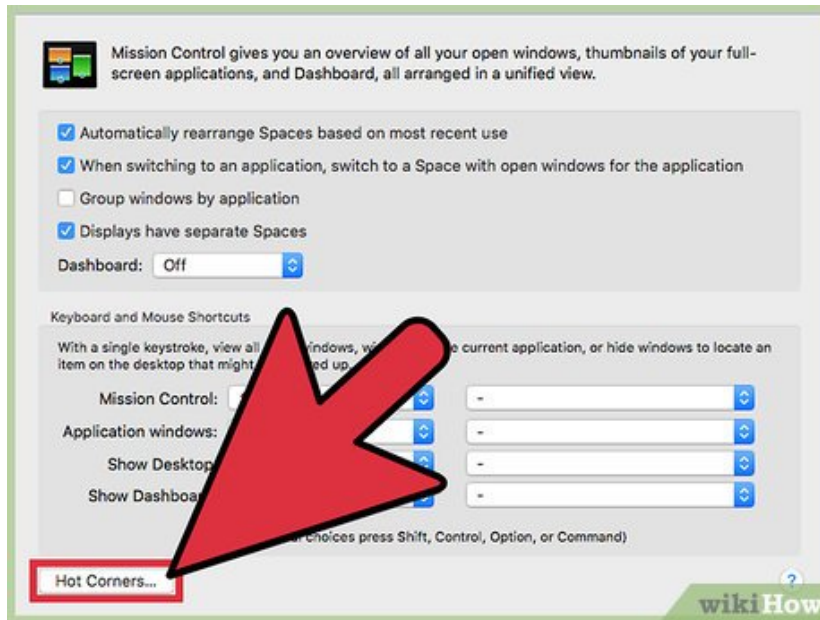 Mission Control gives you an overview of all your open windows, thumbnails of your full-
screen applications, and Dashboard, all arranged in a unified view.
Automatically rearrange Spaces based on most recent use
When switching to an application, switch to a Space with open windows for the application
Group windows by application
Displays have separate Spaces
Dashboard: Off
Keyboard and Mouse Shortcuts
With a single keystroke, view all indows, current application, or hide windows to locate an
item on the desktop that might ed up.
Mission Control: -
Application windows: -
Show Desktop -
Show Dashboa -
choices press Shift, Control, Option, or Command)
Hot Corners... ?
wikiHow